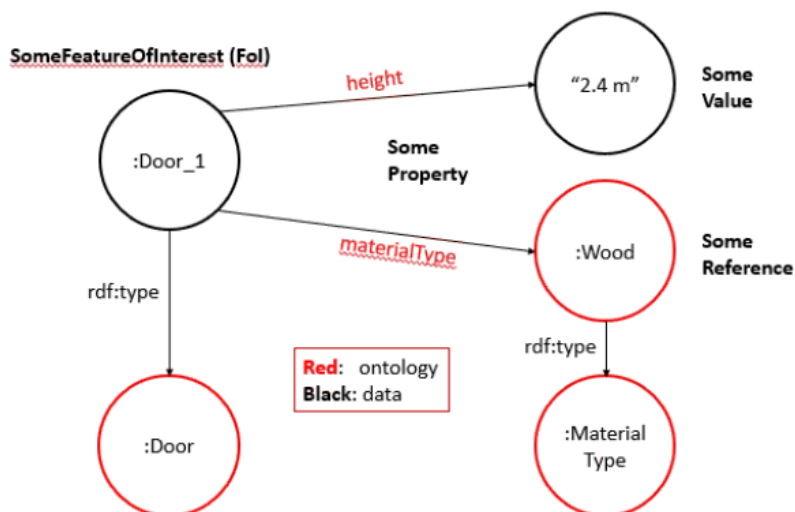 SomeFeatureOfInterest (FoI)
height
“2.4 m”
Some
Value
:Door_1
Some
Property
materialType
:Wood
Some
Reference
rdf:type
rdf:type
Red: ontology
Black: data
:Door
:Material
Type